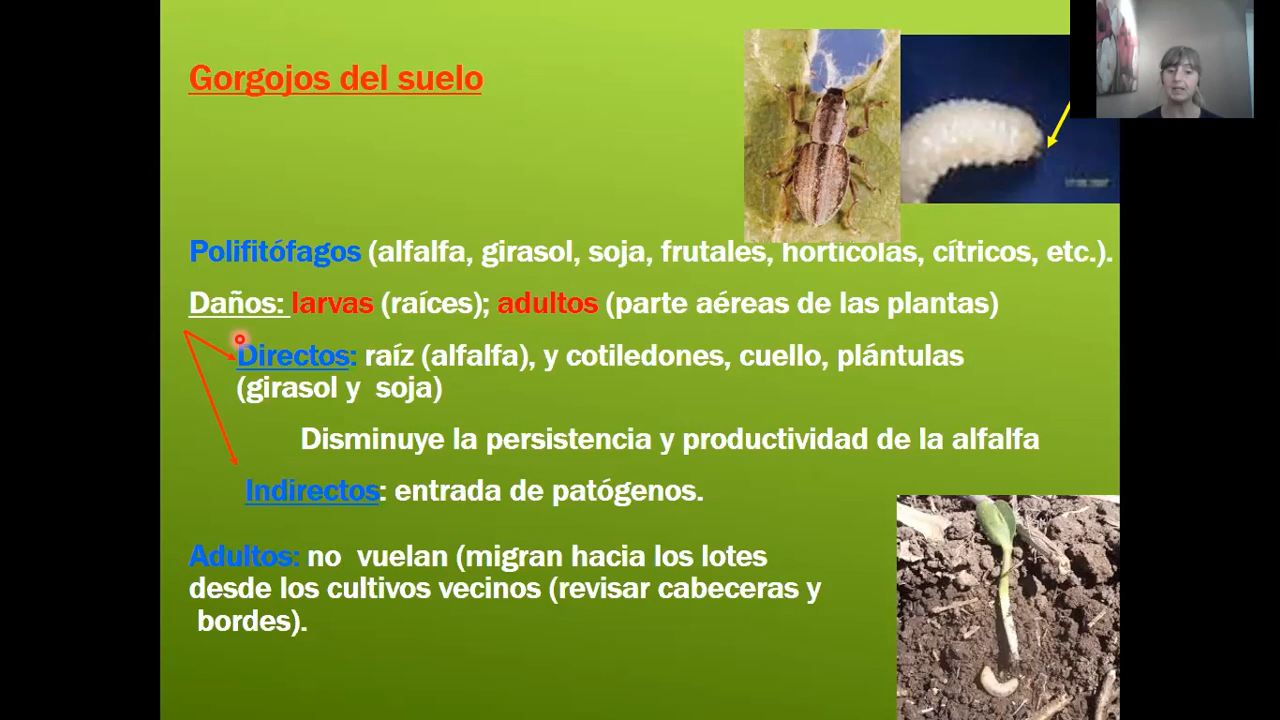 Gorgojos del suelo
Polifitófagos (alfalfa, girasol, soja, frutales, hortícolas, cítricos, etc.).
Daños: larvas (raíces); adultos (parte aéreas de las plantas)
Directos: raíz (alfalfa), y cotiledones, cuello, plántulas
(girasol y soja)
Disminuye la persistencia y productividad de la alfalfa
Indirectos: entrada de patógenos.
Adultos: no vuelan (migran hacia los lotes
desde los cultivos vecinos (revisar cabeceras y
bordes).